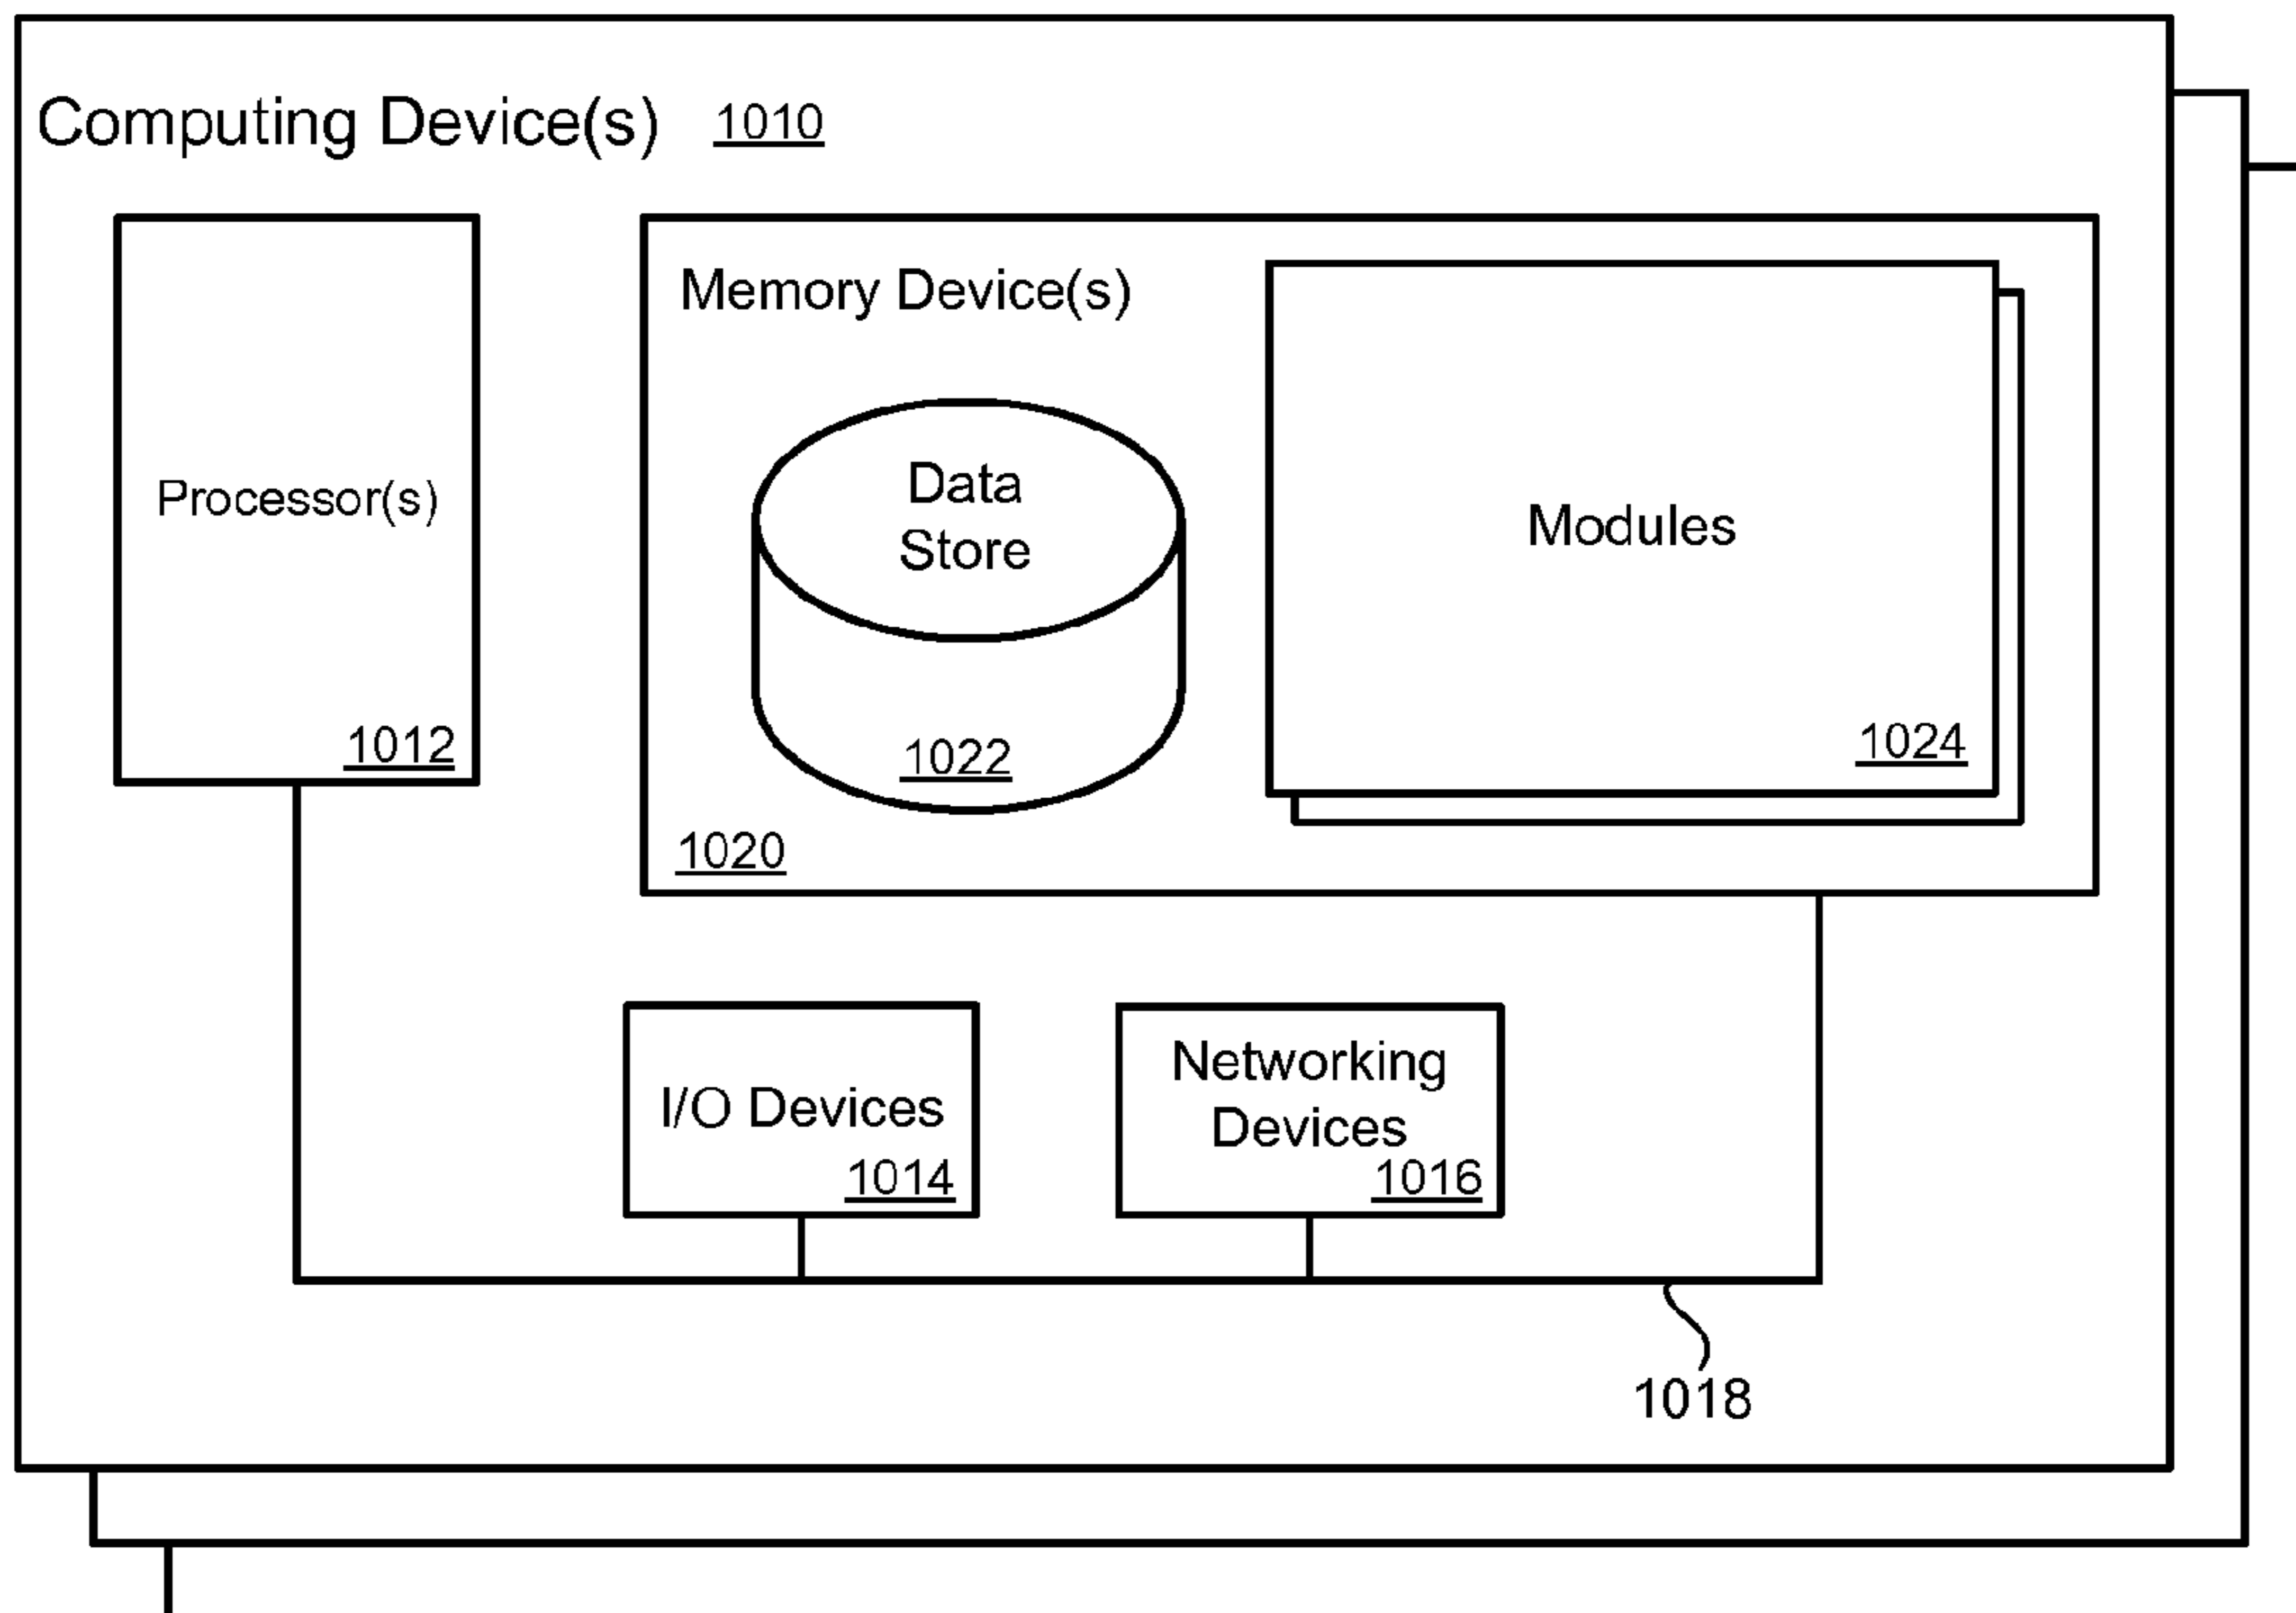 Computing Device(s) 1010
Processor(s)
1012
Memory Device(s)
Data
Store
1022
1020
Modules
1024
I/O Devices
1014
Networking
Devices
1016
1018